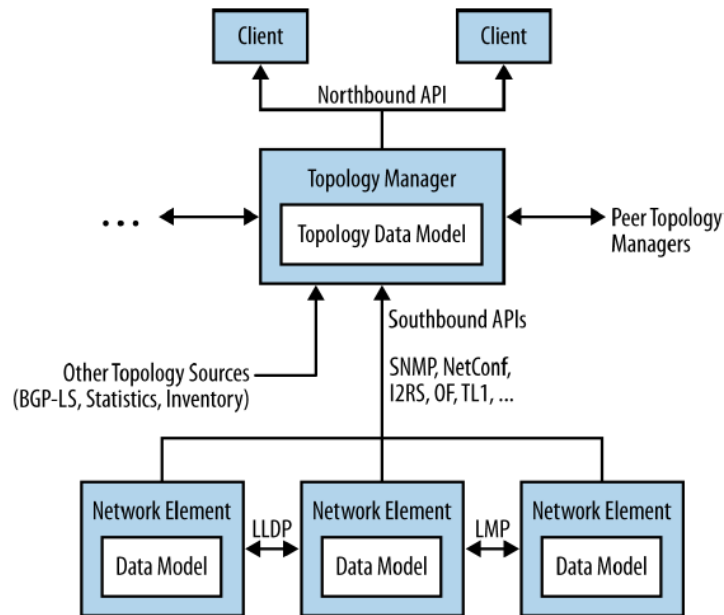 Client
Client
Northbound API
Topology Manager
Topology Data Model
...
Peer Topology
Managers
Southbound APIs
Other Topology Sources
(BGP-LS, Statistics, Inventory)
SNMP, NetConf,
I2RS, OF, TL1, ...
Network Element
Data Model
LLDP
Network Element
Data Model
LMP
Network Element
Data Model